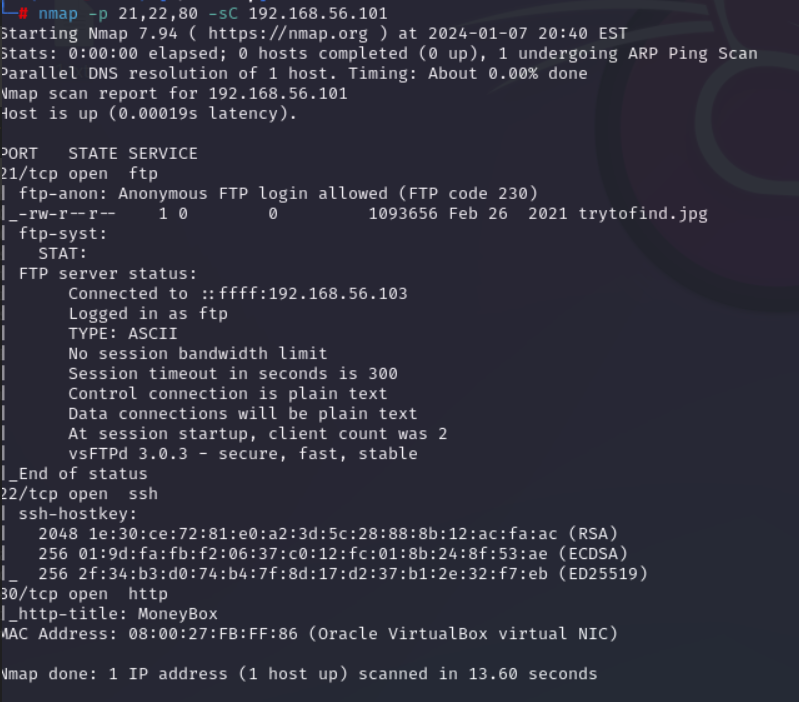 └─# nmap -p 21,22,80 -sC 192.168.56.101
Starting Nmap 7.94 ( https://nmap.org ) at 2024-01-07 20:40 EST
Stats: 0:00:00 elapsed; 0 hosts completed (0 up), 1 undergoing ARP Ping Scan
Parallel DNS resolution of 1 host. Timing: About 0.00% done
Nmap scan report for 192.168.56.101
Host is up (0.00019s latency).

PORT   STATE SERVICE
21/tcp open  ftp
| ftp-anon: Anonymous FTP login allowed (FTP code 230)
|_-rw-r--r--    1 0        0         1093656 Feb 26  2021 trytofind.jpg
| ftp-syst:
|   STAT:
| FTP server status:
|      Connected to ::ffff:192.168.56.103
|      Logged in as ftp
|      TYPE: ASCII
|      No session bandwidth limit
|      Session timeout in seconds is 300
|      Control connection is plain text
|      Data connections will be plain text
|      At session startup, client count was 2
|      vsFTPd 3.0.3 - secure, fast, stable
|_End of status
22/tcp open  ssh
| ssh-hostkey:
|   2048 1e:30:ce:72:81:e0:a2:3d:5c:28:88:8b:12:ac:fa:ac (RSA)
|   256 01:9d:fa:fb:f2:06:37:c0:12:fc:01:8b:24:8f:53:ae (ECDSA)
|_  256 2f:34:b3:d0:74:b4:7f:8d:17:d2:37:b1:2e:32:f7:eb (ED25519)
80/tcp open  http
|_http-title: MoneyBox
MAC Address: 08:00:27:FB:FF:86 (Oracle VirtualBox virtual NIC)

Nmap done: 1 IP address (1 host up) scanned in 13.60 seconds